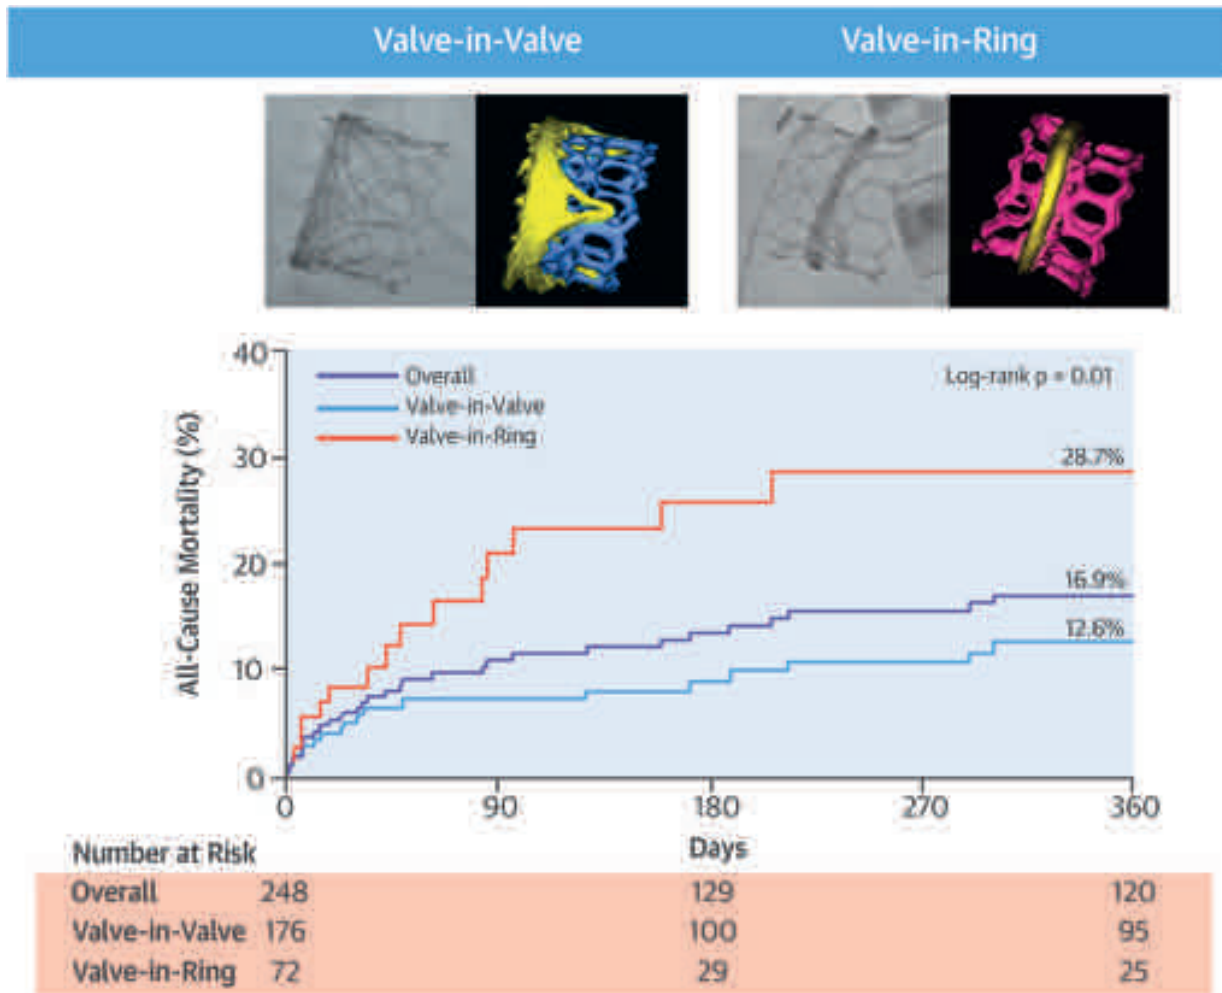 Valve-in-Valve Valve-in-Ring
40
30
20
10
0
All-Cause Mortality (%)
Overall
Valve-in-Valve
Valve-in-Ring
Log-rank p = 0.01
28.7%
16.9%
12.6%
0 90 180 270 360
Days
Number at Risk
Overall 248 129 120
Valve-in-Valve 176 100 95
Valve-in-Ring 72 29 25